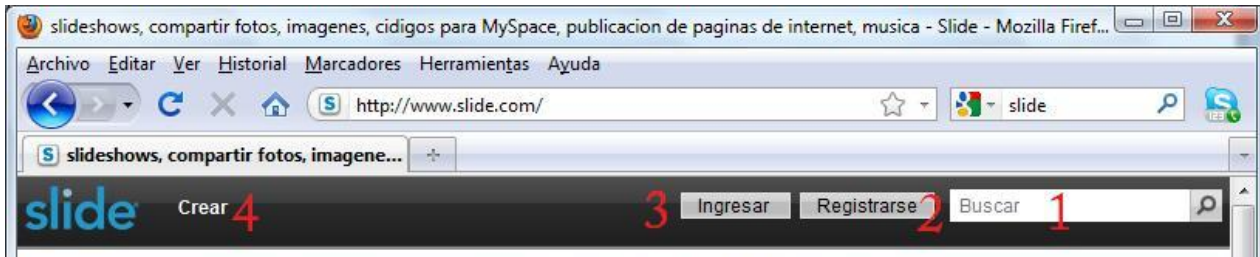 slideshows, compartir fotos, imagenes, cidigos para MySpace, publicacion de paginas de internet, musica - Slide - Mozilla Firef...
Archivo Editar Ver Historial Marcadores Herramientas Ayuda
S http://www.slide.com/ slide S 123
S slideshows, compartir fotos, imagene...
slide Crear 4 3 Ingresar Registrarse 2 Buscar 1